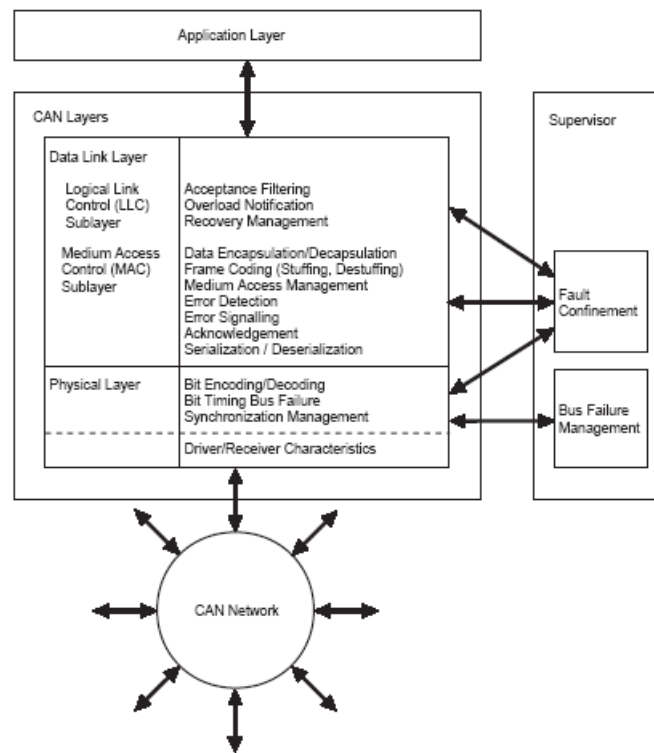 Application Layer
CAN Layers
Supervisor
Data Link Layer
Logical Link
Control (LLC)
Sublayer
Acceptance Filtering
Overload Notification
Recovery Management
Medium Access
Control (MAC)
Sublayer
Data Encapsulation/Decapsulation
Frame Coding (Stuffing, Destuffing)
Medium Access Management
Error Detection
Error Signalling
Acknowledgement
Serialization / Deserialization
Fault
Confinement
Physical Layer
Bit Encoding/Decoding
Bit Timing Bus Failure
Synchronization Management
Driver/Receiver Characteristics
Bus Failure
Management
CAN Network